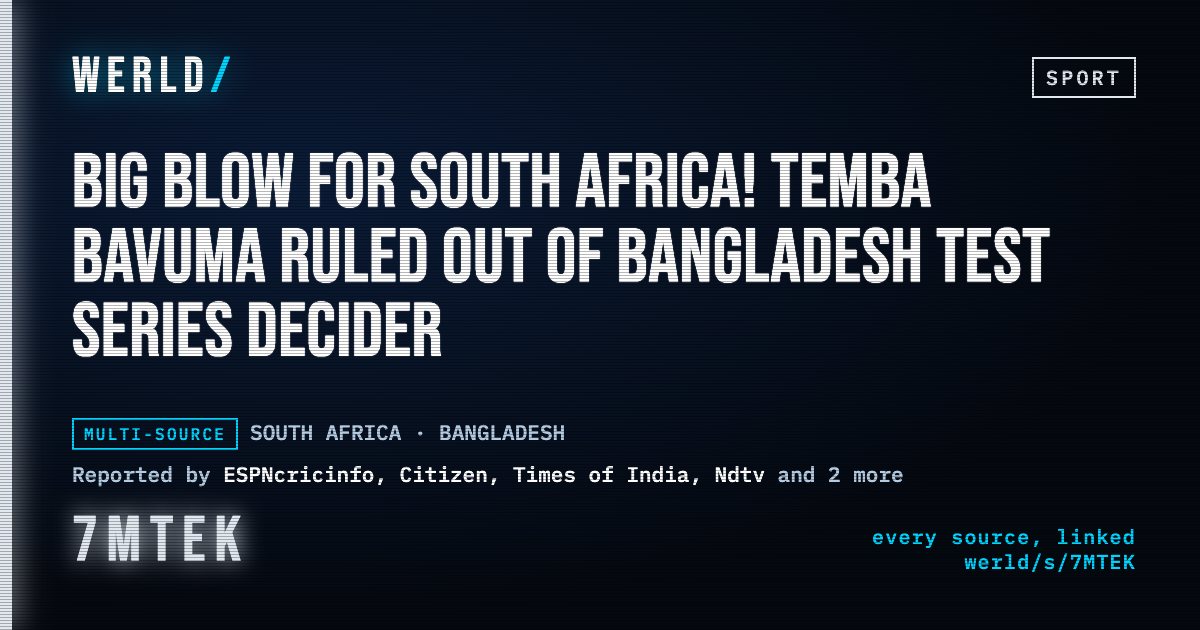 WERLD/
SPORT
BIG BLOW FOR SOUTH AFRICA! TEMBA
BAVUMA RULED OUT OF BANGLADESH TEST
SERIES DECIDER
MULTI-SOURCE SOUTH AFRICA · BANGLADESH
Reported by ESPNcricinfo, Citizen, Times of India, Ndtv and 2 more
7MTEK
every source, linked
werld/s/7MTEK